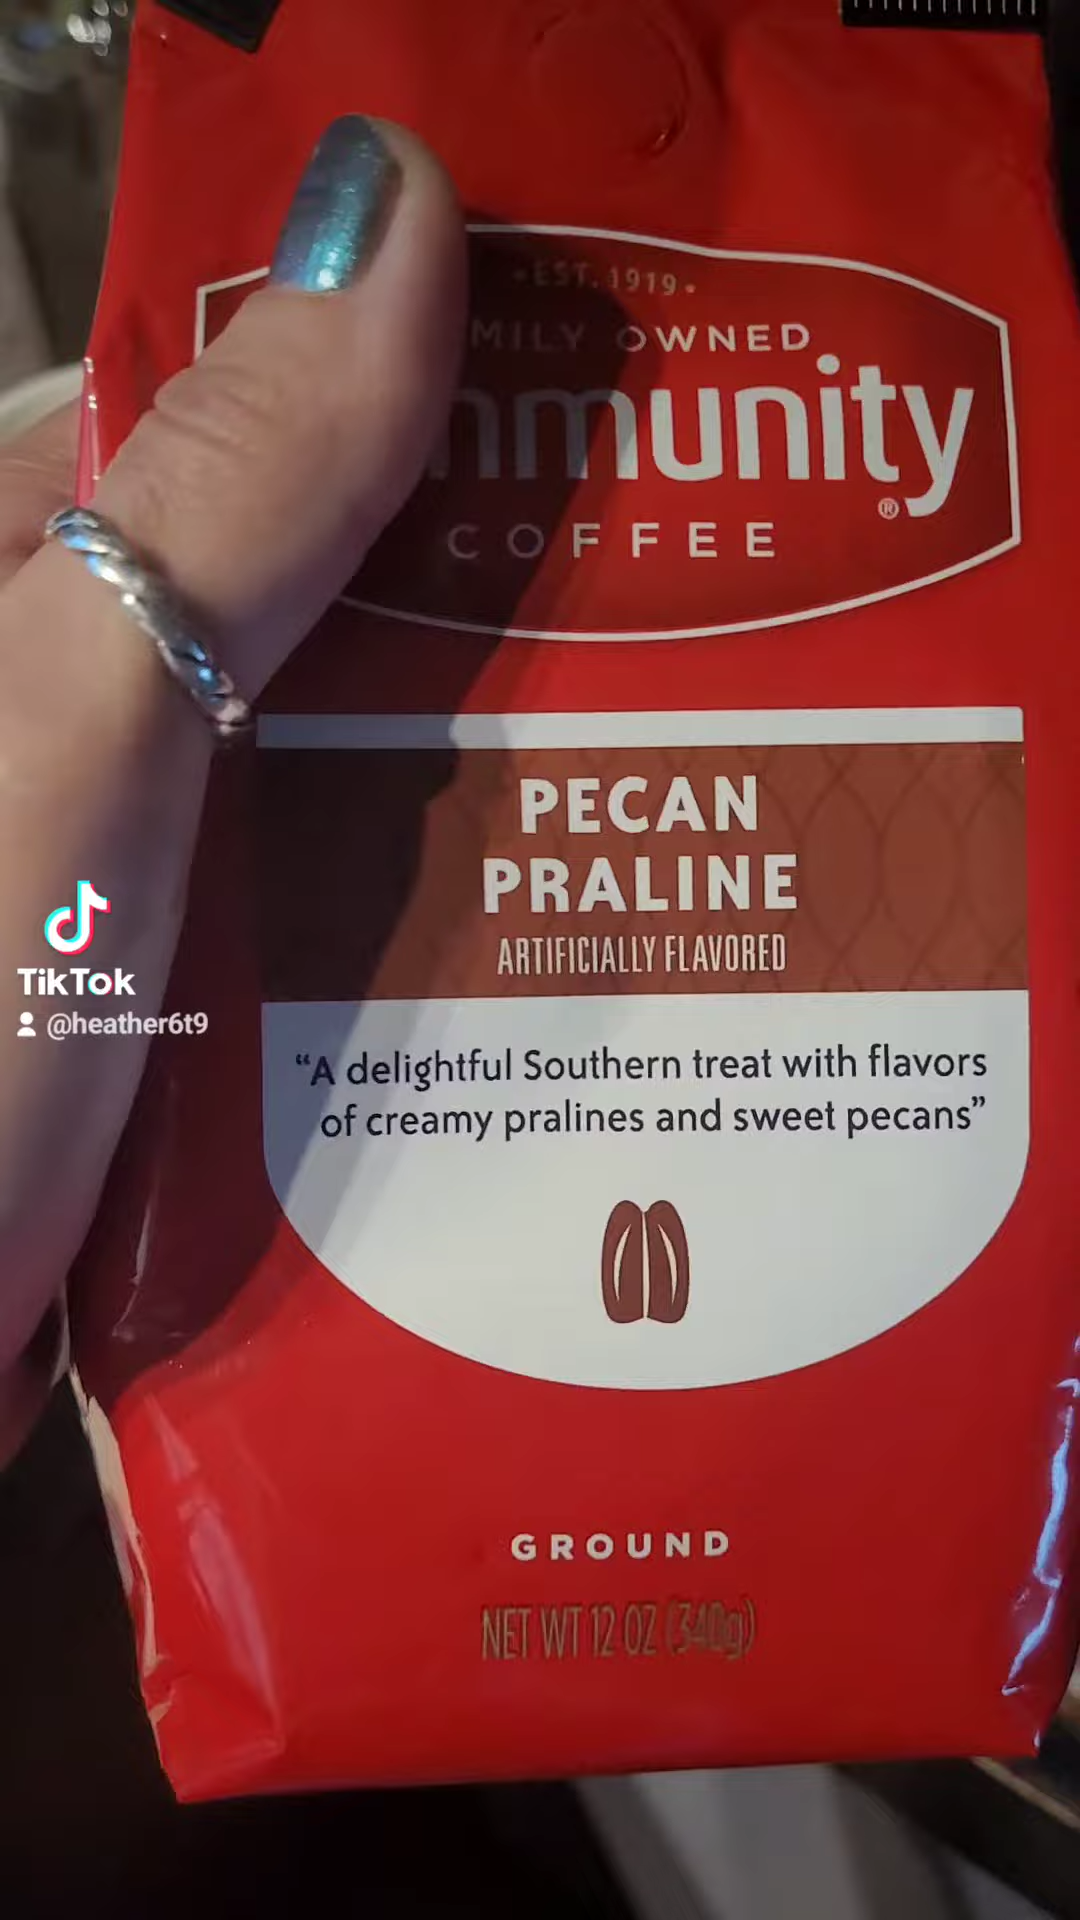 EST. 1919
MILY OWNED
mmunity
®
COFFEE
PECAN
PRALINE
ARTIFICIALLY FLAVORED
TikTok
@heather6t9
“A delightful Southern treat with flavors
of creamy pralines and sweet pecans”
GROUND
NET WT 12 OZ (340g)